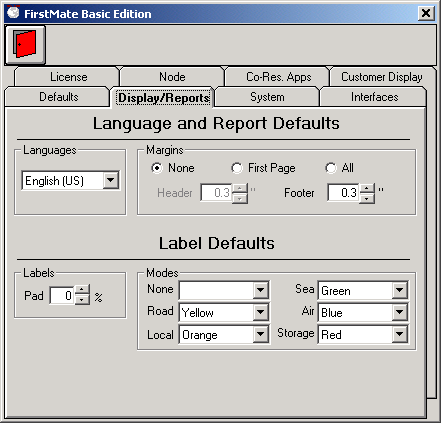 FirstMate Basic Edition
License Node Co-Res. Apps Customer Display
Defaults Display/Reports System Interfaces
Language and Report Defaults
Languages
English (US)
Margins
None First Page All
Header 0.3 " Footer 0.3 "
Label Defaults
Labels
Pad 0 %
Modes
None Sea Green
Road Yellow Air Blue
Local Orange Storage Red